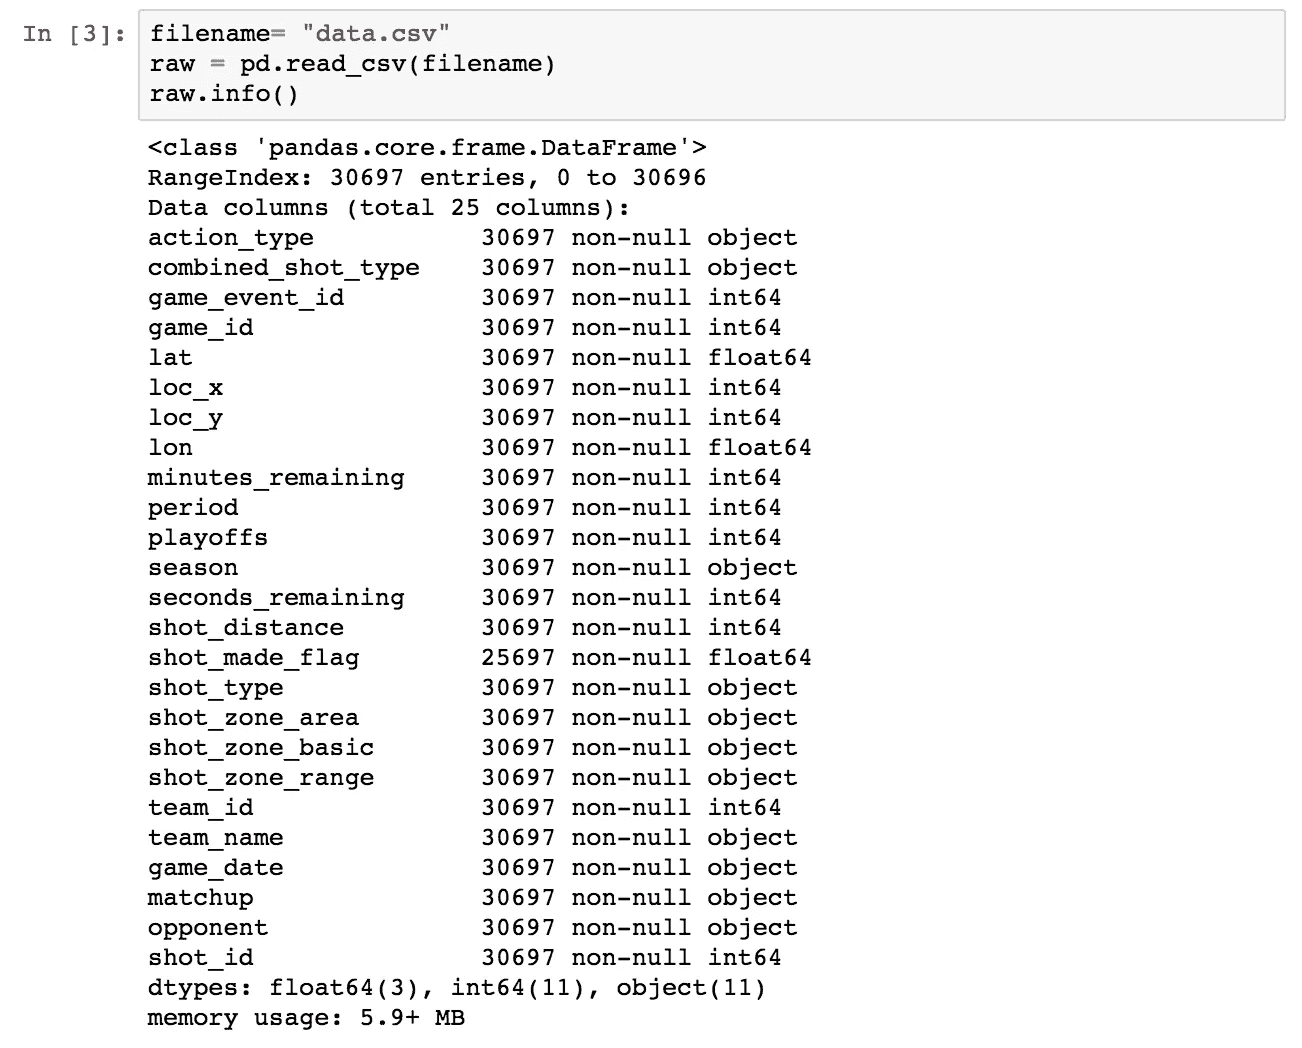 In [3]: filename= "data.csv"
raw = pd.read_csv(filename)
raw.info()
<class 'pandas.core.frame.DataFrame'>
RangeIndex: 30697 entries, 0 to 30696
Data columns (total 25 columns):
action_type 30697 non-null object
combined_shot_type 30697 non-null object
game_event_id 30697 non-null int64
game_id 30697 non-null int64
lat 30697 non-null float64
loc_x 30697 non-null int64
loc_y 30697 non-null int64
lon 30697 non-null float64
minutes_remaining 30697 non-null int64
period 30697 non-null int64
playoffs 30697 non-null int64
season 30697 non-null object
seconds_remaining 30697 non-null int64
shot_distance 30697 non-null int64
shot_made_flag 25697 non-null float64
shot_type 30697 non-null object
shot_zone_area 30697 non-null object
shot_zone_basic 30697 non-null object
shot_zone_range 30697 non-null object
team_id 30697 non-null int64
team_name 30697 non-null object
game_date 30697 non-null object
matchup 30697 non-null object
opponent 30697 non-null object
shot_id 30697 non-null int64
dtypes: float64(3), int64(11), object(11)
memory usage: 5.9+ MB